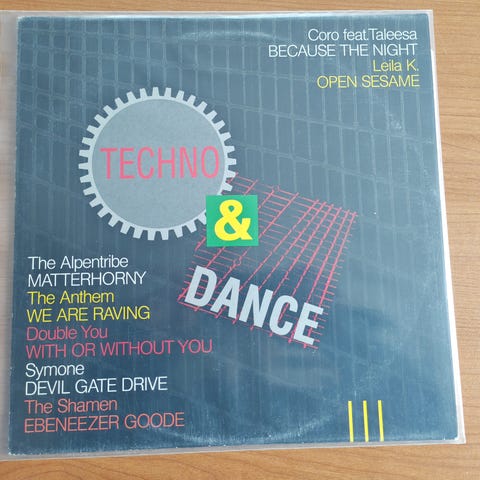 Coro feat.Taleesa
BECAUSE THE NIGHT
Leila K.
OPEN SESAME
TECHNO
&
DANCE
The Alpentribe
MATTERHORNY
The Anthem
WE ARE RAVING
Double You
WITH OR WITHOUT YOU
Symone
DEVIL GATE DRIVE
The Shamen
EBENEEZER GOODE
III